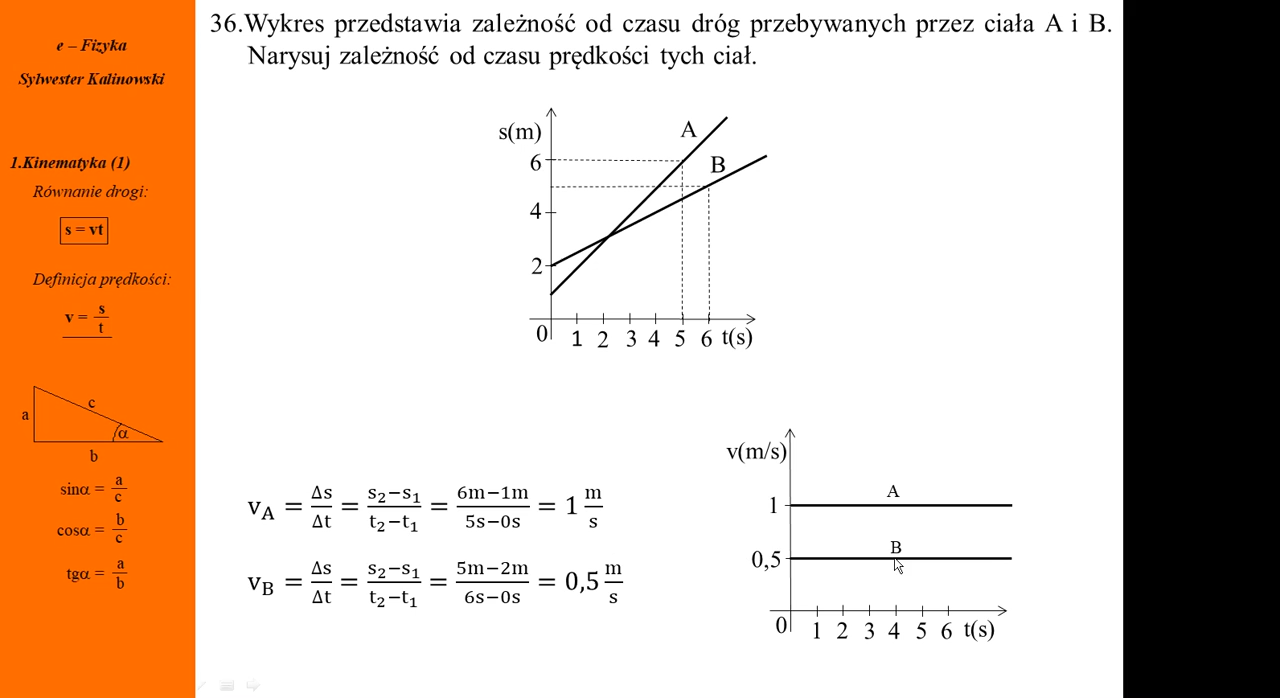 e – Fizyka
Sylwester Kalinowski
1.Kinematyka (1)
Równanie drogi:
s = vt
Definicja prędkości:
v = s/t
a
c
α
b
sinα = a/c
cosα = b/c
tgα = a/b
36.Wykres przedstawia zależność od czasu dróg przebywanych przez ciała A i B.
Narysuj zależność od czasu prędkości tych ciał.
s(m)
A
B
6
4
2
0 1 2 3 4 5 6 t(s)
v_A = Δs/Δt = (s₂−s₁)/(t₂−t₁) = (6m−1m)/(5s−0s) = 1 m/s
v_B = Δs/Δt = (s₂−s₁)/(t₂−t₁) = (5m−2m)/(6s−0s) = 0,5 m/s
v(m/s)
A
1
B
0,5
0 1 2 3 4 5 6 t(s)